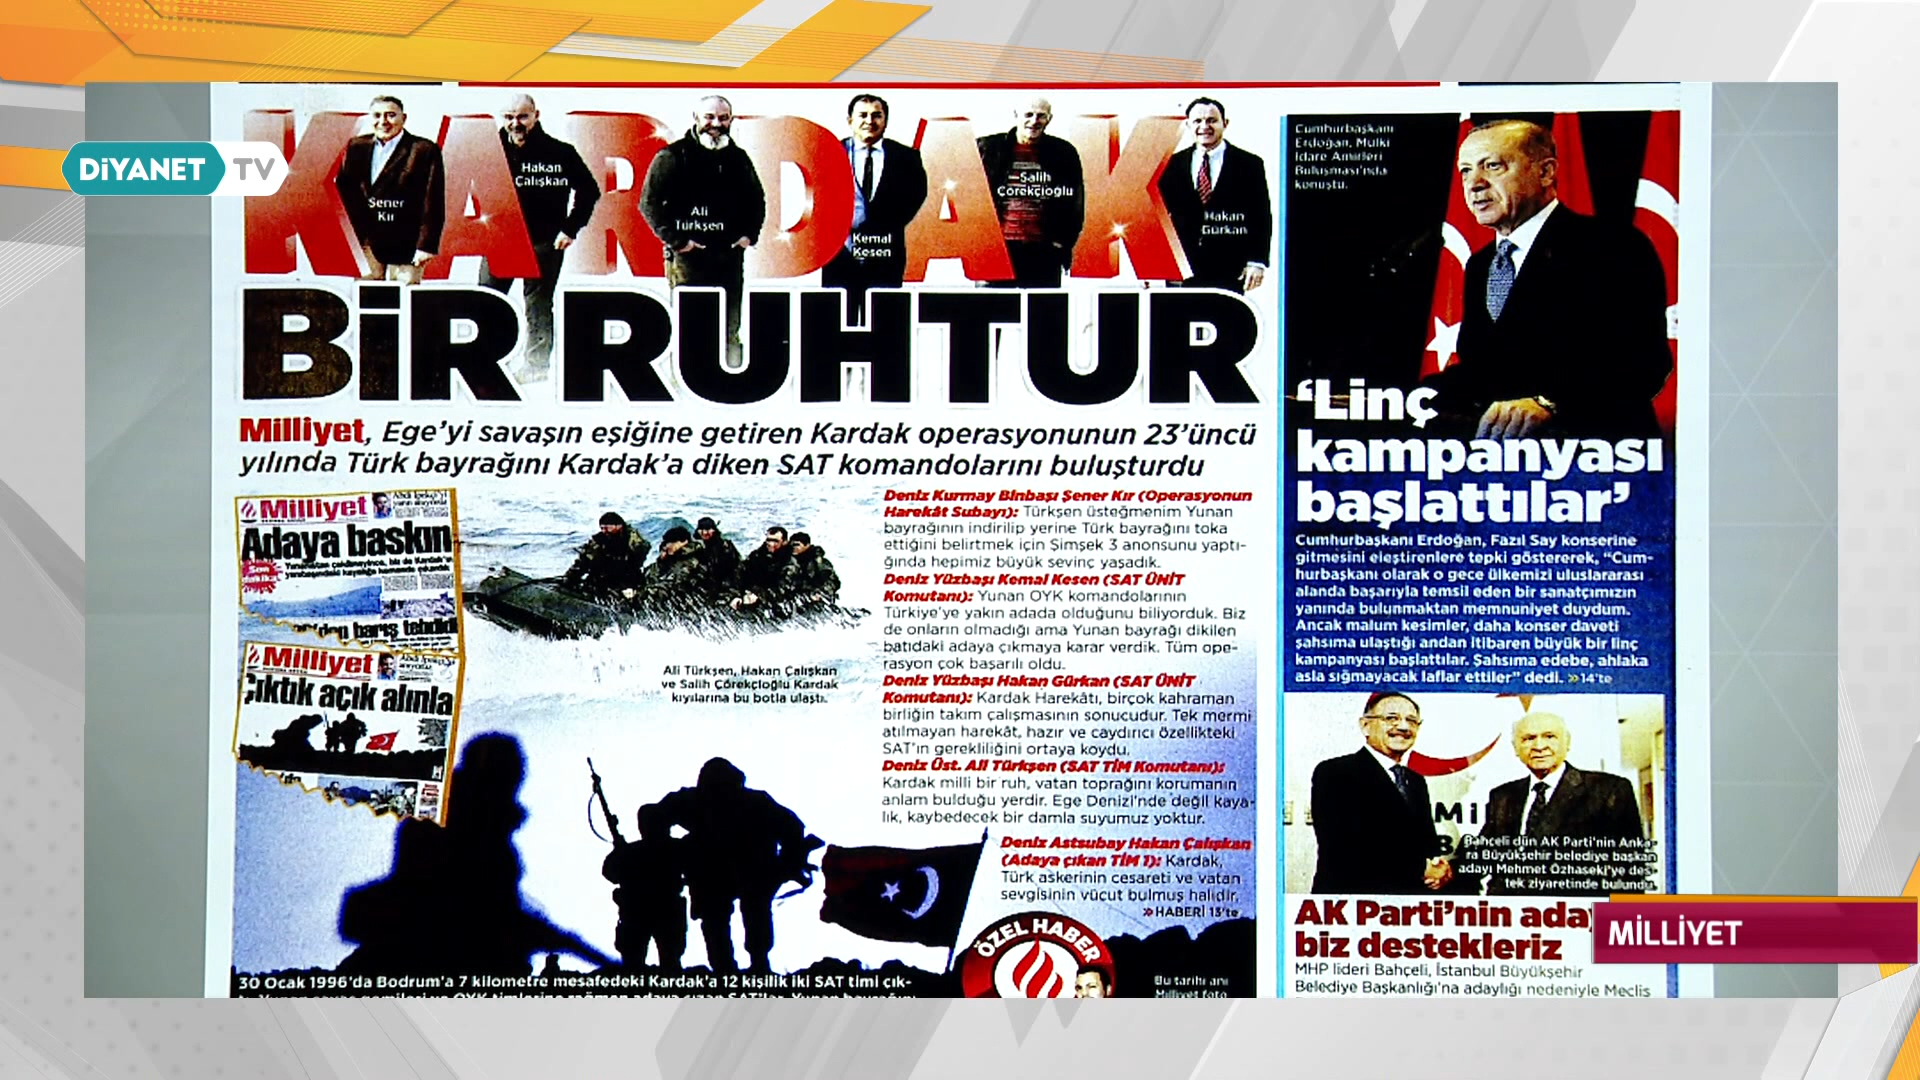 DiYANET TV
KARDAK
Şener
Kır
Hakan
Çalışkan
Ali
Türkşen
Kemal
Kesen
Salih
Çörekçioğlu
Hakan
Gürkan
BİR RUHTUR
Milliyet, Ege’yi savaşın eşiğine getiren Kardak operasyonunun 23’üncü
yılında Türk bayrağını Kardak’a diken SAT komandolarını buluşturdu
Milliyet
Adaya baskın
Son
dakika
barış tehdidi
Milliyet
Çıktık açık alınla
Ali Türkşen, Hakan Çalışkan
ve Salih Çörekçioğlu Kardak
kıyılarına bu botla ulaştı.
Deniz Kurmay Binbaşı Şener Kır (Operasyonun
Harekât Subayı): Türkşen üsteğmenim Yunan
bayrağının indirilip yerine Türk bayrağını toka
ettiğini belirtmek için Şimşek 3 anonsunu yaptı-
ğında hepimiz büyük sevinç yaşadık.
Deniz Yüzbaşı Kemal Kesen (SAT ÜNİT
Komutanı): Yunan OYK komandolarının
Türkiye’ye yakın adada olduğunu biliyorduk. Biz
de onların olmadığı ama Yunan bayrağı dikilen
batıdaki adaya çıkmaya karar verdik. Tüm ope-
rasyon çok başarılı oldu.
Deniz Yüzbaşı Hakan Gürkan (SAT ÜNİT
Komutanı): Kardak Harekâtı, birçok kahraman
birliğin takım çalışmasının sonucudur. Tek mermi
atılmayan harekât, hazır ve caydırıcı özellikteki
SAT’ın gerekliliğini ortaya koydu.
Deniz Üst. Ali Türkşen (SAT TİM Komutanı):
Kardak milli bir ruh, vatan toprağını korumanın
anlam bulduğu yerdir. Ege Denizi’nde değil kaya-
lık, kaybedecek bir damla suyumuz yoktur.
Deniz Astsubay Hakan Çalışkan
(Adaya çıkan TİM 1): Kardak,
Türk askerinin cesareti ve vatan
sevgisinin vücut bulmuş halidir.
»HABERİ 13’te
ÖZEL HABER
30 Ocak 1996’da Bodrum’a 7 kilometre mesafedeki Kardak’a 12 kişilik iki SAT timi çık-
Bu tarihi anı
Milliyet foto
Cumhurbaşkanı
Erdoğan, Mülki
İdare Amirleri
Buluşması’nda
konuştu.
‘Linç
kampanyası
başlattılar’
Cumhurbaşkanı Erdoğan, Fazıl Say konserine
gitmesini eleştirenlere tepki göstererek, “Cum-
hurbaşkanı olarak o gece ülkemizi uluslararası
alanda başarıyla temsil eden bir sanatçımızın
yanında bulunmaktan memnuniyet duydum.
Ancak malum kesimler, daha konser daveti
şahsıma ulaştığı andan itibaren büyük bir linç
kampanyası başlattılar. Şahsıma edebe, ahlaka
asla sığmayacak laflar ettiler” dedi. »14’te
Bahçeli dün AK Parti’nin Anka-
ra Büyükşehir belediye başkan
adayı Mehmet Özhaseki’ye des-
tek ziyaretinde bulundu.
AK Parti’nin aday
biz destekleriz
MHP lideri Bahçeli, İstanbul Büyükşehir
Belediye Başkanlığı’na adaylığı nedeniyle Meclis
MİLLİYET